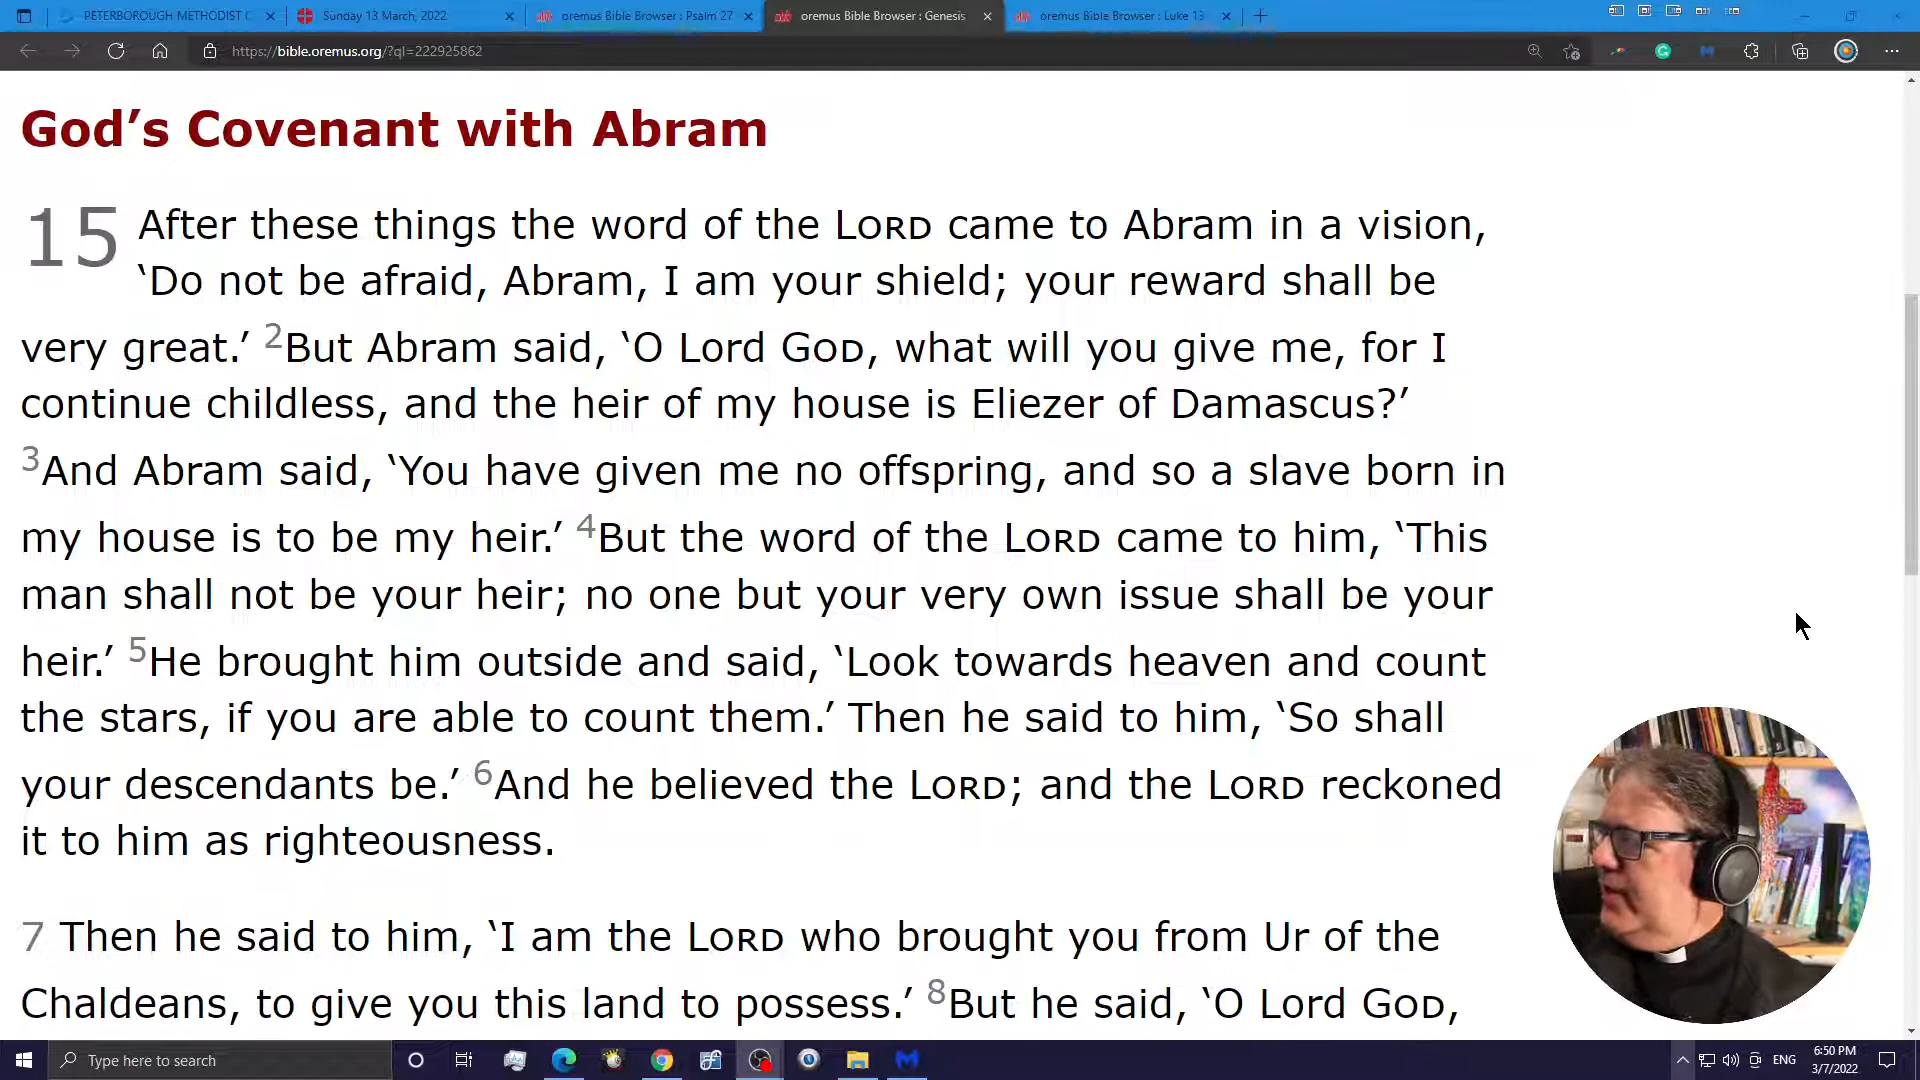 PETERBOROUGH METHODIST C
Sunday 13 March, 2022
oremus Bible Browser : Psalm 27
oremus Bible Browser : Genesis
oremus Bible Browser : Luke 13
https://bible.oremus.org/?ql=222925862
God’s Covenant with Abram
15 After these things the word of the LORD came to Abram in a vision,
‘Do not be afraid, Abram, I am your shield; your reward shall be
very great.’ 2But Abram said, ‘O Lord GOD, what will you give me, for I
continue childless, and the heir of my house is Eliezer of Damascus?’
3And Abram said, ‘You have given me no offspring, and so a slave born in
my house is to be my heir.’ 4But the word of the LORD came to him, ‘This
man shall not be your heir; no one but your very own issue shall be your
heir.’ 5He brought him outside and said, ‘Look towards heaven and count
the stars, if you are able to count them.’ Then he said to him, ‘So shall
your descendants be.’ 6And he believed the LORD; and the LORD reckoned
it to him as righteousness.
7 Then he said to him, ‘I am the LORD who brought you from Ur of the
Chaldeans, to give you this land to possess.’ 8But he said, ‘O Lord GOD,
Type here to search
ENG
6:50 PM
3/7/2022